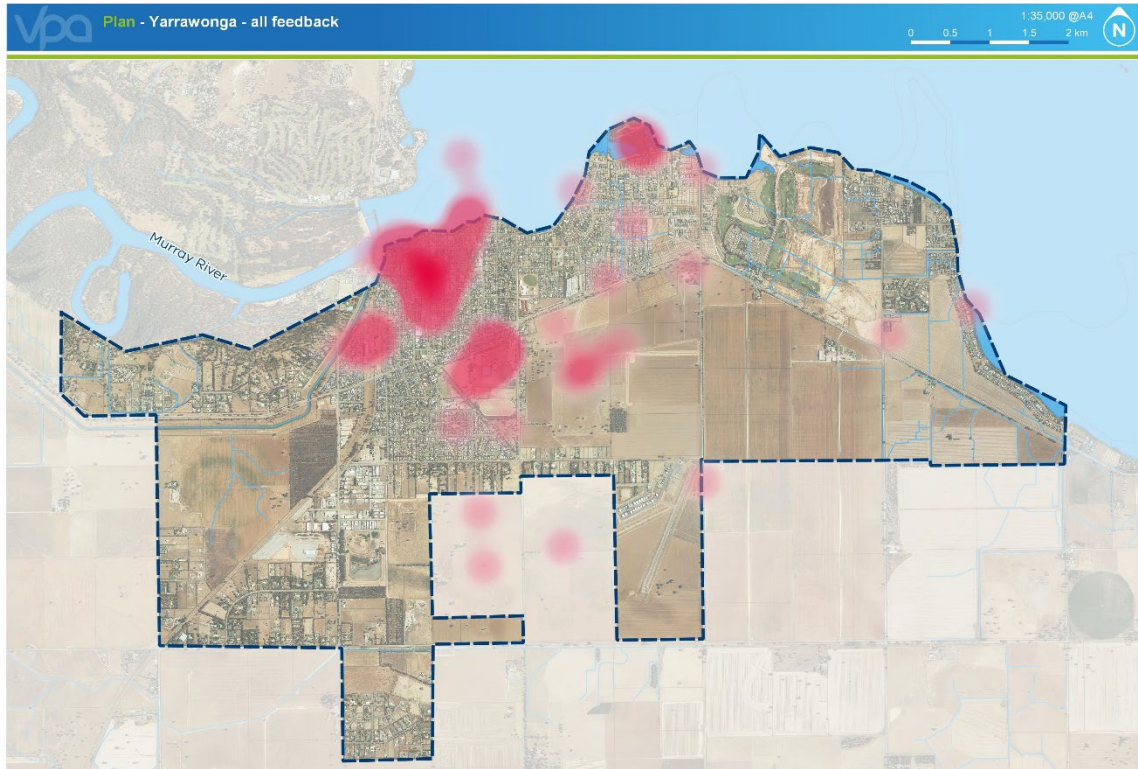 vpa
Plan - Yarrawonga - all feedback
1:35,000 @A4
0 0.5 1 1.5 2 km
N
Murray River